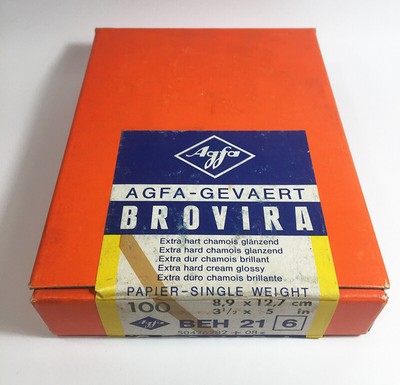 Agfa
AGFA-GEVAERT
BROVIRA
Extra hart chamois glänzend
Extra hard chamois glanzend
Extra dur chamois brillant
Extra hard cream glossy
Extra düro chamois brillante
PAPIER-SINGLE WEIGHT
100 8,9 x 12,7 cm
3½ x 5 in
Agfa BEH 21 6